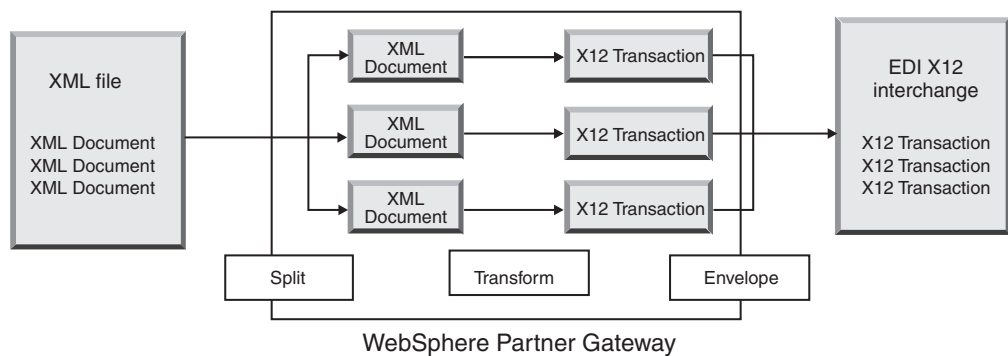 XML file
XML Document
XML Document
XML Document
XML
Document
X12 Transaction
XML
Document
X12 Transaction
XML
Document
X12 Transaction
EDI X12
interchange
X12 Transaction
X12 Transaction
X12 Transaction
Split
Transform
Envelope
WebSphere Partner Gateway